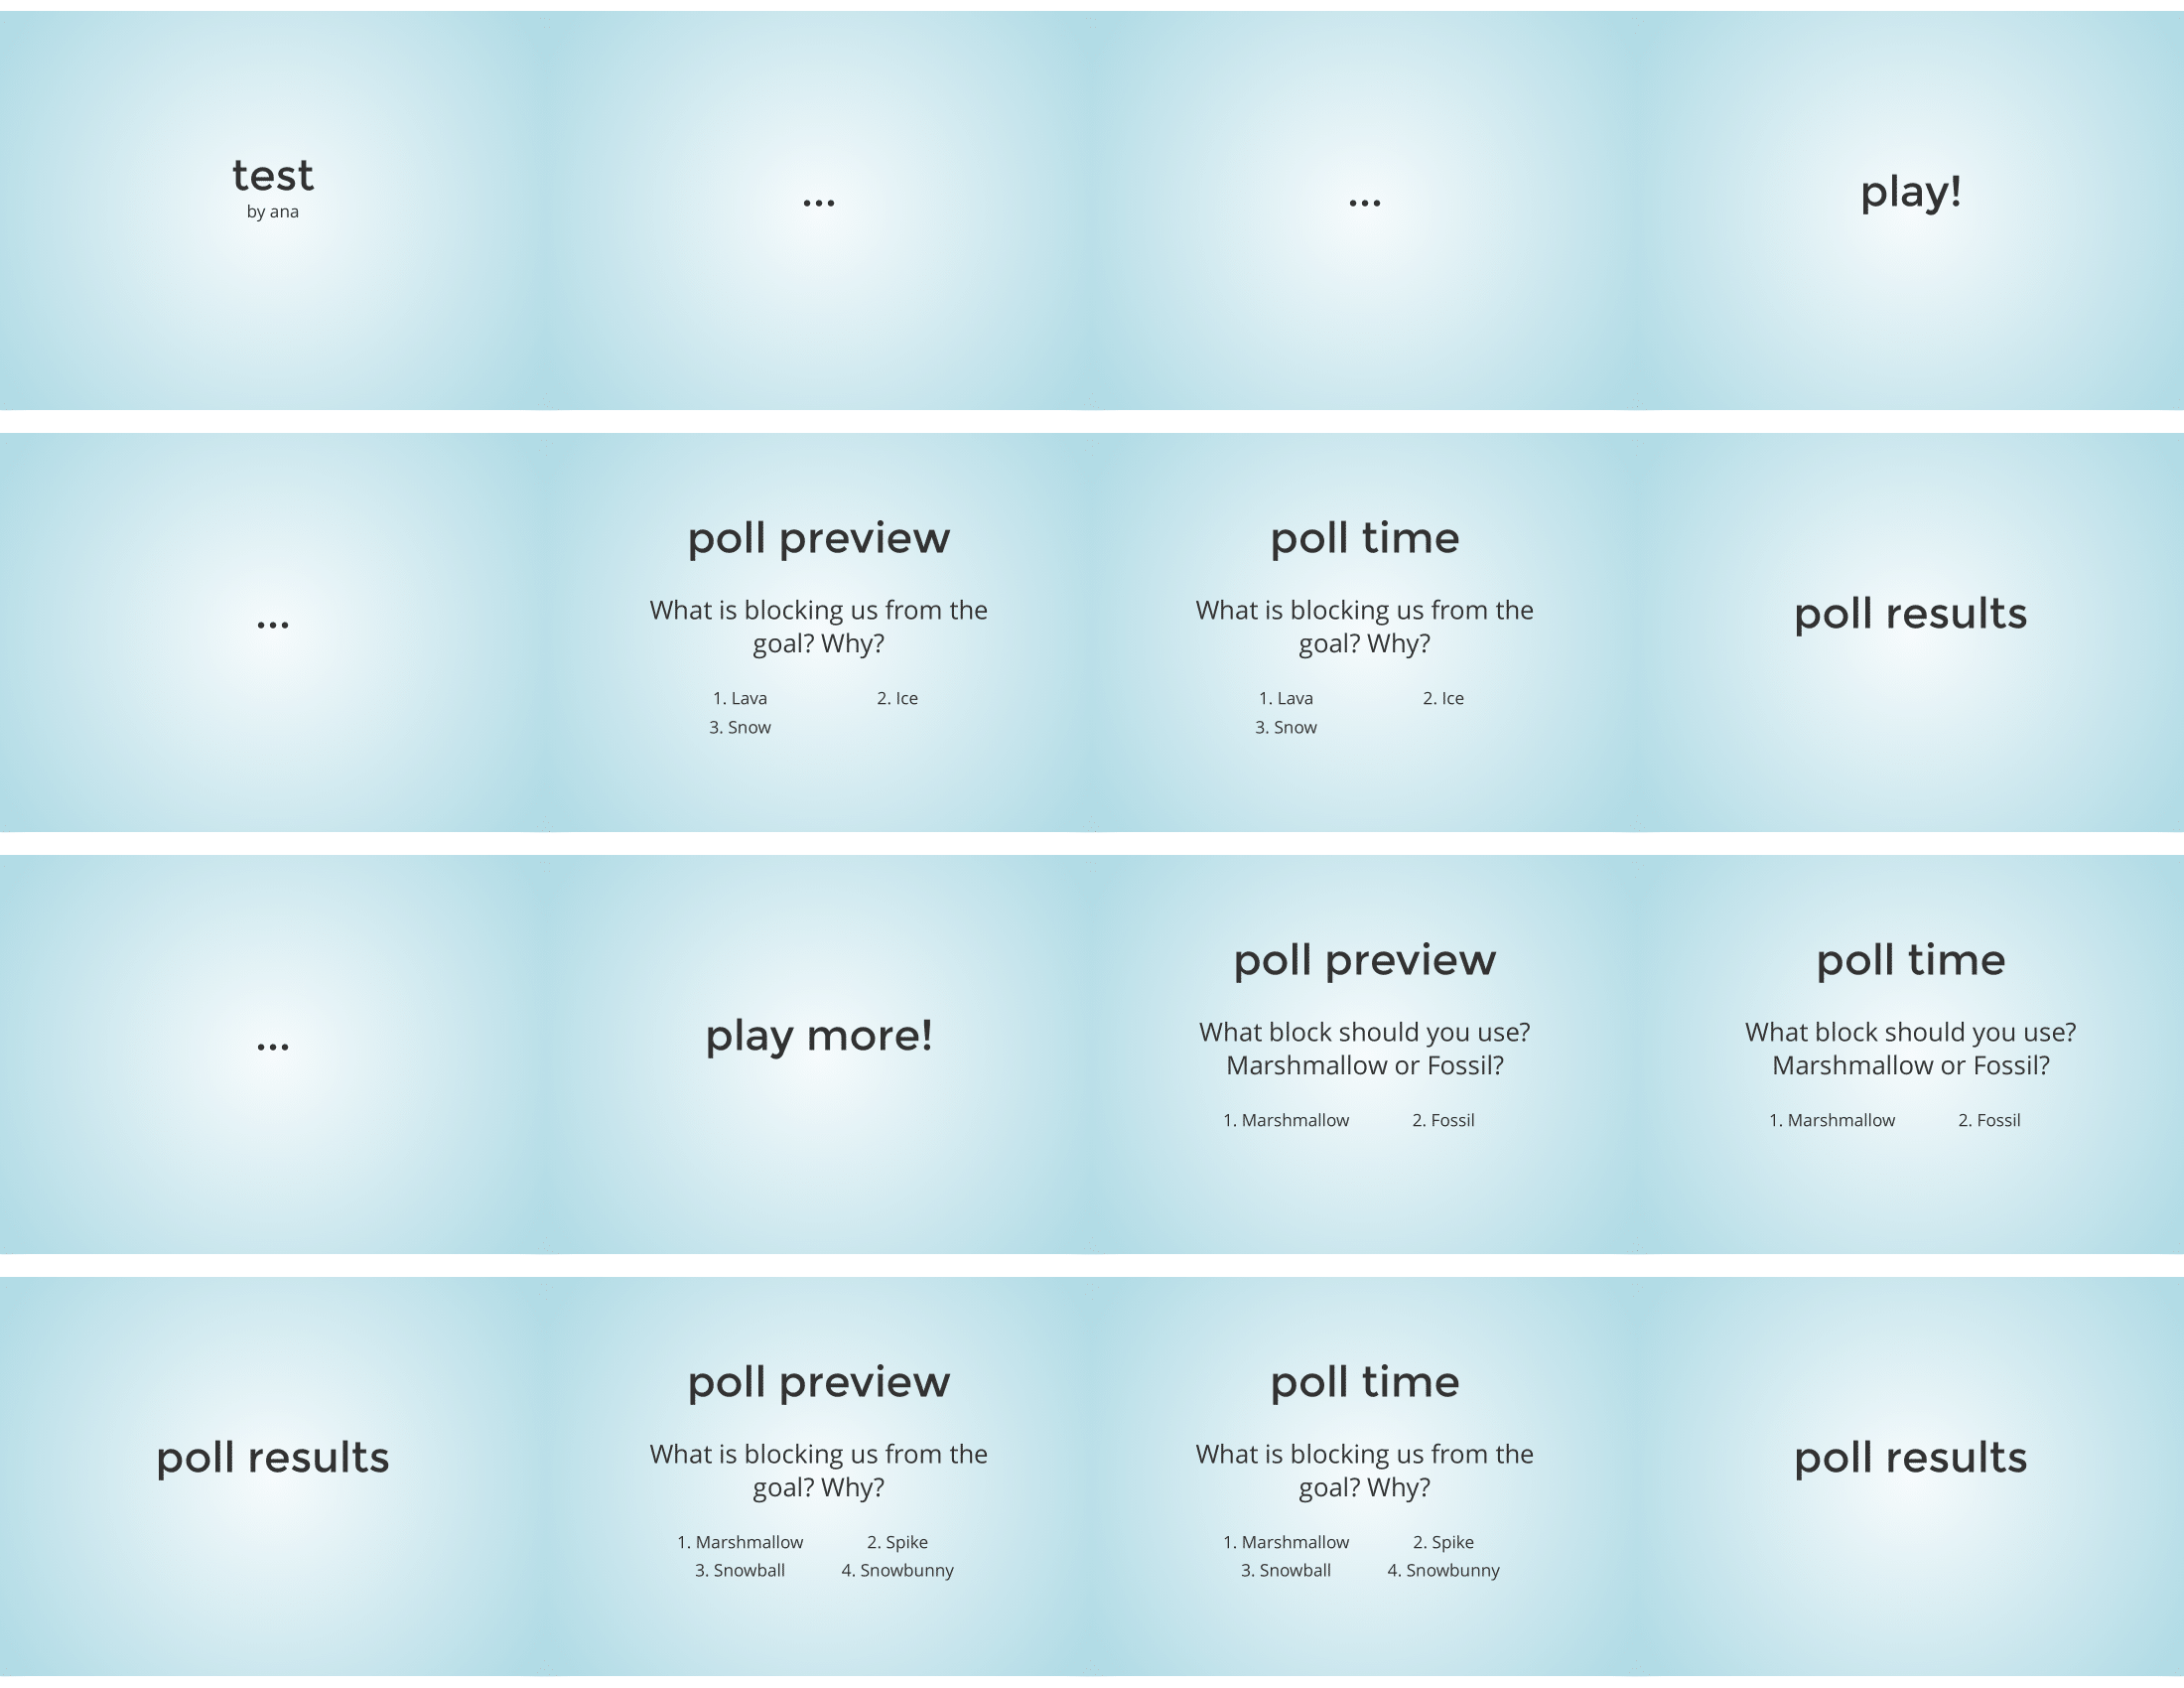 test
by ana
...
...
play!
...
poll preview
What is blocking us from the
goal? Why?
1. Lava 2. Ice
3. Snow
poll time
What is blocking us from the
goal? Why?
1. Lava 2. Ice
3. Snow
poll results
...
play more!
poll preview
What block should you use?
Marshmallow or Fossil?
1. Marshmallow 2. Fossil
poll time
What block should you use?
Marshmallow or Fossil?
1. Marshmallow 2. Fossil
poll results
poll preview
What is blocking us from the
goal? Why?
1. Marshmallow 2. Spike
3. Snowball 4. Snowbunny
poll time
What is blocking us from the
goal? Why?
1. Marshmallow 2. Spike
3. Snowball 4. Snowbunny
poll results